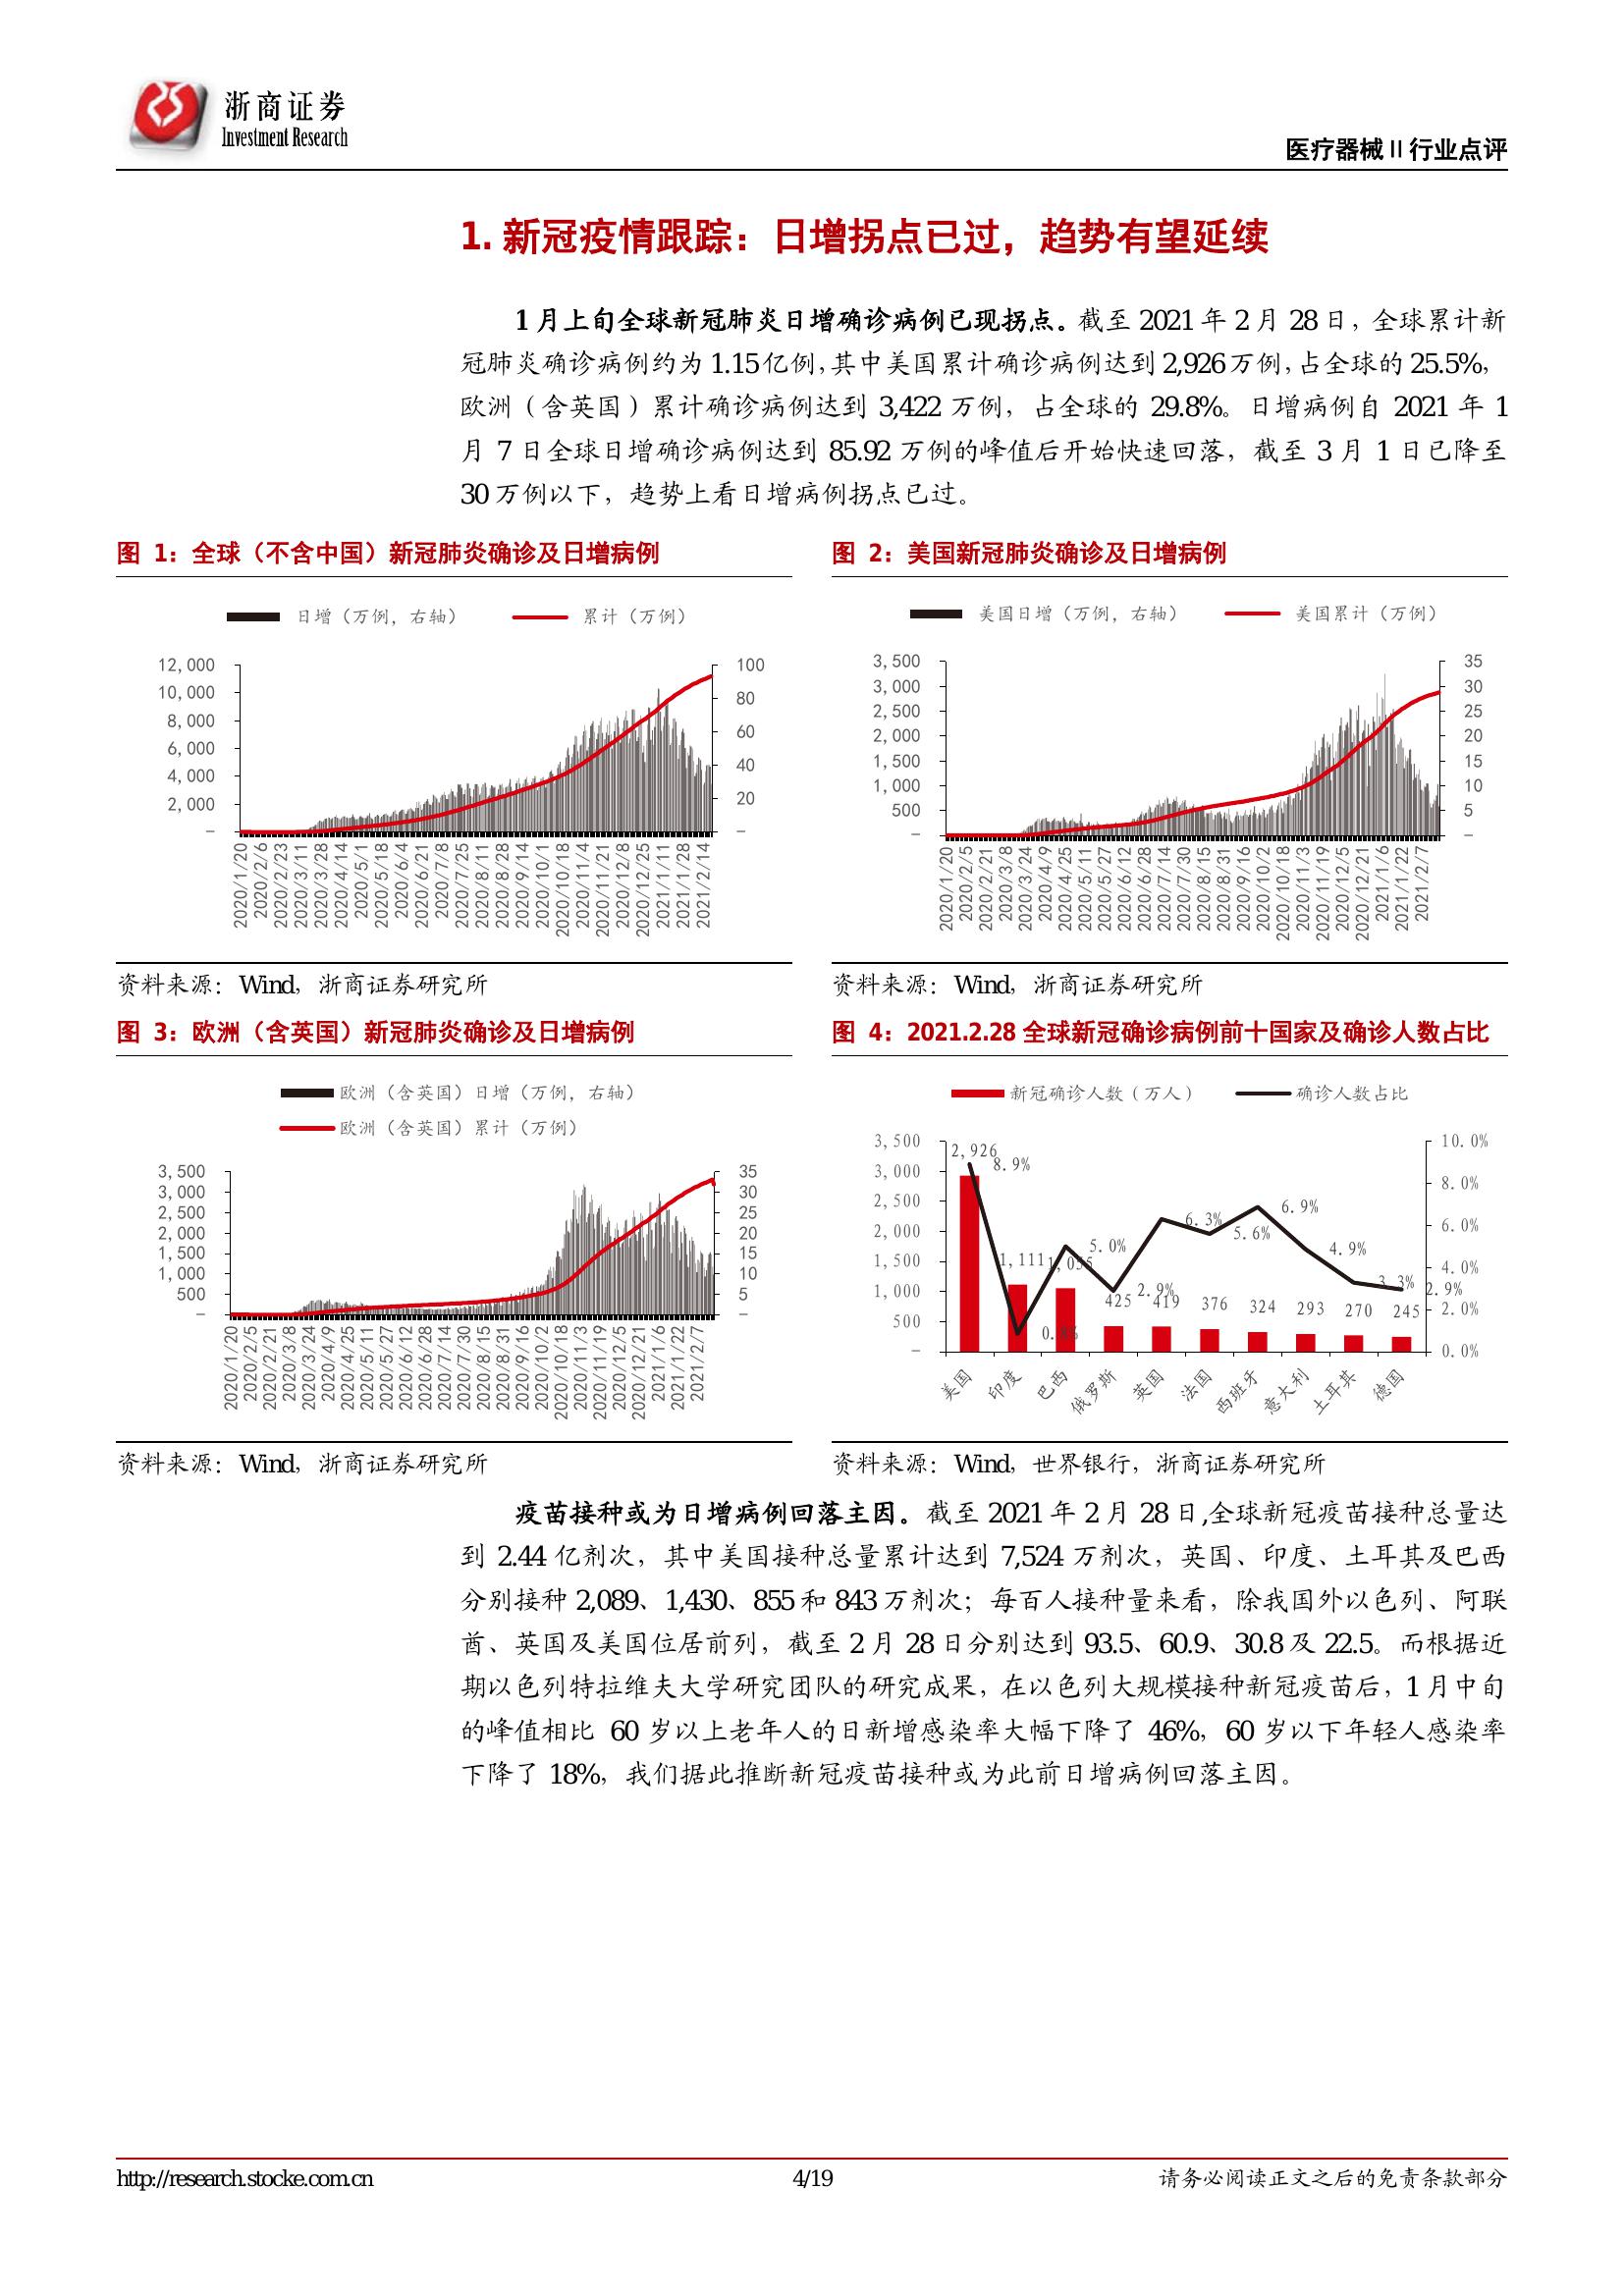 浙商证券
Investment Research
医疗器械Ⅱ行业点评
1. 新冠疫情跟踪：日增拐点已过，趋势有望延续
1 月上旬全球新冠肺炎日增确诊病例已现拐点。截至 2021 年 2 月 28 日，全球累计新
冠肺炎确诊病例约为 1.15 亿例，其中美国累计确诊病例达到 2,926 万例，占全球的 25.5%，
欧洲（含英国）累计确诊病例达到 3,422 万例，占全球的 29.8%。日增病例自 2021 年 1
月 7 日全球日增确诊病例达到 85.92 万例的峰值后开始快速回落，截至 3 月 1 日已降至
30 万例以下，趋势上看日增病例拐点已过。
图 1：全球（不含中国）新冠肺炎确诊及日增病例
日增（万例，右轴） 累计（万例）
12,000
10,000
8,000
6,000
4,000
2,000
–
100
80
60
40
20
–
2020/1/20 2020/2/6 2020/2/23 2020/3/11 2020/3/28 2020/4/14 2020/5/1 2020/5/18 2020/6/4 2020/6/21 2020/7/8 2020/7/25 2020/8/11 2020/8/28 2020/9/14 2020/10/1 2020/10/18 2020/11/4 2020/11/21 2020/12/8 2020/12/25 2021/1/11 2021/1/28 2021/2/14
资料来源：Wind，浙商证券研究所
图 2：美国新冠肺炎确诊及日增病例
美国日增（万例，右轴） 美国累计（万例）
3,500
3,000
2,500
2,000
1,500
1,000
500
–
35
30
25
20
15
10
5
–
2020/1/20 2020/2/5 2020/2/21 2020/3/8 2020/3/24 2020/4/9 2020/4/25 2020/5/11 2020/5/27 2020/6/12 2020/6/28 2020/7/14 2020/7/30 2020/8/15 2020/8/31 2020/9/16 2020/10/2 2020/10/18 2020/11/3 2020/11/19 2020/12/5 2020/12/21 2021/1/6 2021/1/22 2021/2/7
资料来源：Wind，浙商证券研究所
图 3：欧洲（含英国）新冠肺炎确诊及日增病例
欧洲（含英国）日增（万例，右轴）
欧洲（含英国）累计（万例）
3,500
3,000
2,500
2,000
1,500
1,000
500
–
35
30
25
20
15
10
5
–
2020/1/20 2020/2/5 2020/2/21 2020/3/8 2020/3/24 2020/4/9 2020/4/25 2020/5/11 2020/5/27 2020/6/12 2020/6/28 2020/7/14 2020/7/30 2020/8/15 2020/8/31 2020/9/16 2020/10/2 2020/10/18 2020/11/3 2020/11/19 2020/12/5 2020/12/21 2021/1/6 2021/1/22 2021/2/7
资料来源：Wind，浙商证券研究所
图 4：2021.2.28 全球新冠确诊病例前十国家及确诊人数占比
新冠确诊人数（万人） 确诊人数占比
3,500
3,000
2,500
2,000
1,500
1,000
500
–
2,926 1,111 1,055 425 419 376 324 293 270 245
8.9% 5.0% 2.9% 6.3% 5.6% 6.9% 4.9% 3.3% 2.9%
10.0%
8.0%
6.0%
4.0%
2.0%
0.0%
美国 印度 巴西 俄罗斯 英国 法国 西班牙 意大利 土耳其 德国
资料来源：Wind，世界银行，浙商证券研究所
疫苗接种或为日增病例回落主因。截至 2021 年 2 月 28 日,全球新冠疫苗接种总量达
到 2.44 亿剂次，其中美国接种总量累计达到 7,524 万剂次，英国、印度、土耳其及巴西
分别接种 2,089、1,430、855 和 843 万剂次；每百人接种量来看，除我国外以色列、阿联
酋、英国及美国位居前列，截至 2 月 28 日分别达到 93.5、60.9、30.8 及 22.5。而根据近
期以色列特拉维夫大学研究团队的研究成果，在以色列大规模接种新冠疫苗后，1 月中旬
的峰值相比 60 岁以上老年人的日新增感染率大幅下降了 46%，60 岁以下年轻人感染率
下降了 18%，我们据此推断新冠疫苗接种或为此前日增病例回落主因。
http://research.stocke.com.cn
4/19
请务必阅读正文之后的免责条款部分